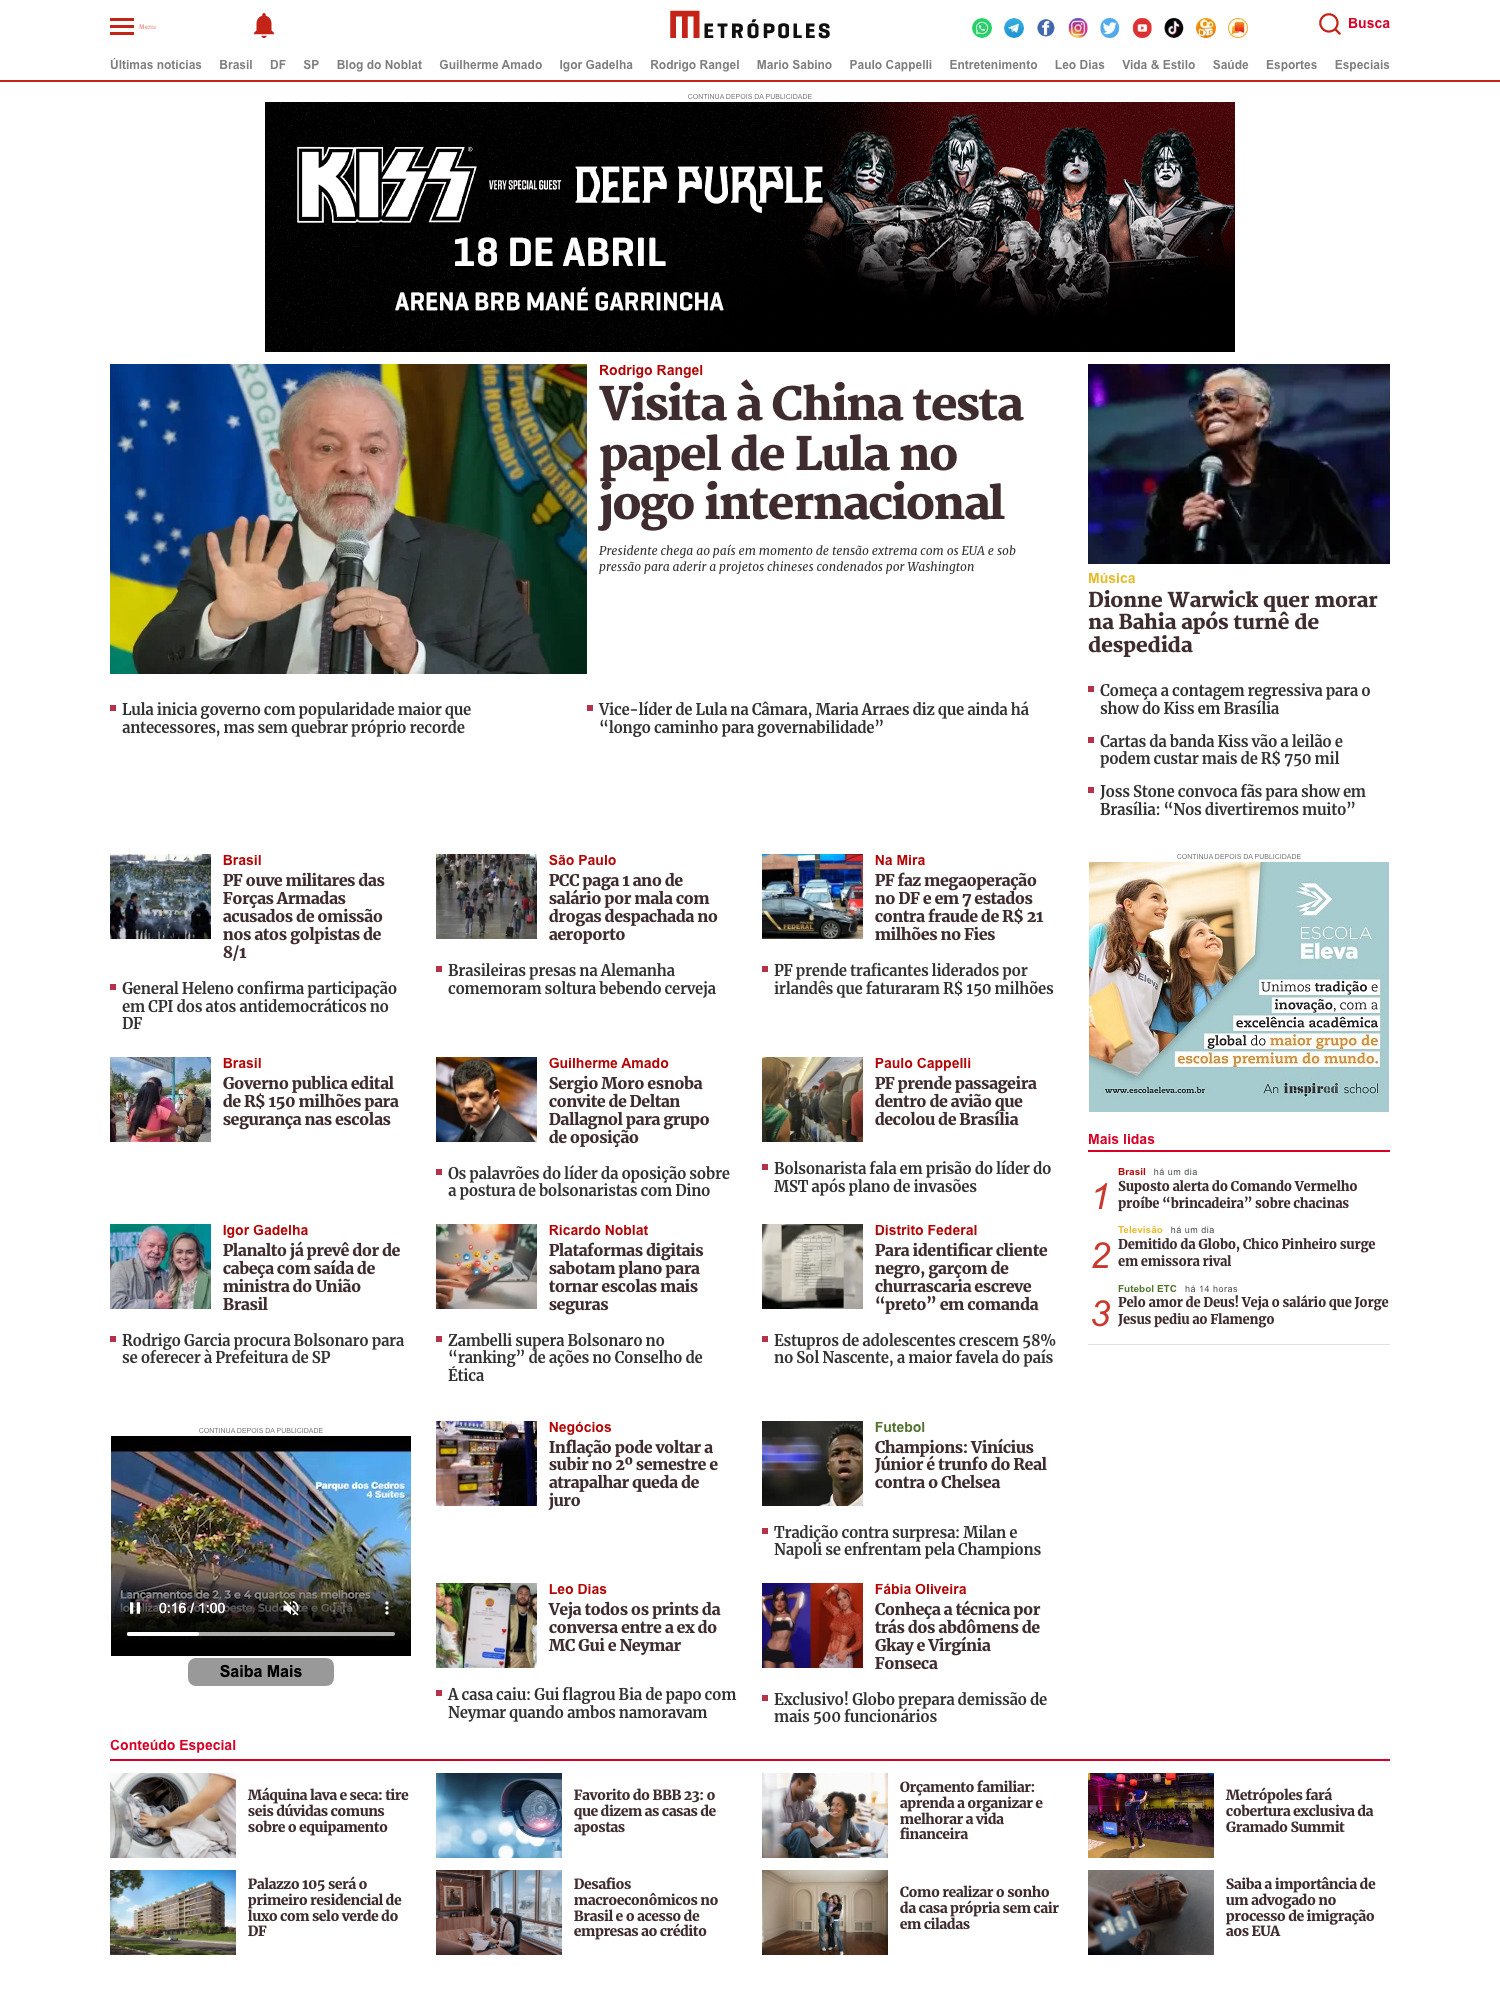 Menu
METRÓPOLES
Busca
Últimas notícias Brasil DF SP Blog do Noblat Guilherme Amado Igor Gadelha Rodrigo Rangel Mario Sabino Paulo Cappelli Entretenimento Leo Dias Vida & Estilo Saúde Esportes Especiais
CONTINUA DEPOIS DA PUBLICIDADE
KISS
VERY SPECIAL GUEST
DEEP PURPLE
18 DE ABRIL
ARENA BRB MANÉ GARRINCHA
Rodrigo Rangel
Visita à China testa
papel de Lula no
jogo internacional
Presidente chega ao país em momento de tensão extrema com os EUA e sob
pressão para aderir a projetos chineses condenados por Washington
Lula inicia governo com popularidade maior que
antecessores, mas sem quebrar próprio recorde
Vice-líder de Lula na Câmara, Maria Arraes diz que ainda há
“longo caminho para governabilidade”
Música
Dionne Warwick quer morar
na Bahia após turnê de
despedida
Começa a contagem regressiva para o
show do Kiss em Brasília
Cartas da banda Kiss vão a leilão e
podem custar mais de R$ 750 mil
Joss Stone convoca fãs para show em
Brasília: “Nos divertiremos muito”
Brasil
PF ouve militares das
Forças Armadas
acusados de omissão
nos atos golpistas de
8/1
General Heleno confirma participação
em CPI dos atos antidemocráticos no
DF
São Paulo
PCC paga 1 ano de
salário por mala com
drogas despachada no
aeroporto
Brasileiras presas na Alemanha
comemoram soltura bebendo cerveja
Na Mira
PF faz megaoperação
no DF e em 7 estados
contra fraude de R$ 21
milhões no Fies
PF prende traficantes liderados por
irlandês que faturaram R$ 150 milhões
CONTINUA DEPOIS DA PUBLICIDADE
ESCOLA
Eleva
Unimos tradição e
inovação, com a
excelência acadêmica
global do maior grupo de
escolas premium do mundo.
www.escolaeleva.com.br
An inspired school
Brasil
Governo publica edital
de R$ 150 milhões para
segurança nas escolas
Guilherme Amado
Sergio Moro esnoba
convite de Deltan
Dallagnol para grupo
de oposição
Os palavrões do líder da oposição sobre
a postura de bolsonaristas com Dino
Paulo Cappelli
PF prende passageira
dentro de avião que
decolou de Brasília
Bolsonarista fala em prisão do líder do
MST após plano de invasões
Mais lidas
1
Brasil há um dia
Suposto alerta do Comando Vermelho
proíbe “brincadeira” sobre chacinas
2
Televisão há um dia
Demitido da Globo, Chico Pinheiro surge
em emissora rival
3
Futebol ETC há 14 horas
Pelo amor de Deus! Veja o salário que Jorge
Jesus pediu ao Flamengo
Igor Gadelha
Planalto já prevê dor de
cabeça com saída de
ministra do União
Brasil
Rodrigo Garcia procura Bolsonaro para
se oferecer à Prefeitura de SP
Ricardo Noblat
Plataformas digitais
sabotam plano para
tornar escolas mais
seguras
Zambelli supera Bolsonaro no
“ranking” de ações no Conselho de
Ética
Distrito Federal
Para identificar cliente
negro, garçom de
churrascaria escreve
“preto” em comanda
Estupros de adolescentes crescem 58%
no Sol Nascente, a maior favela do país
CONTINUA DEPOIS DA PUBLICIDADE
Parque dos Cedros
4 Suítes
Lançamentos de 2, 3 e 4 quartos nas melhores
0:16 / 1:00
Saiba Mais
Negócios
Inflação pode voltar a
subir no 2º semestre e
atrapalhar queda de
juro
Futebol
Champions: Vinícius
Júnior é trunfo do Real
contra o Chelsea
Tradição contra surpresa: Milan e
Napoli se enfrentam pela Champions
Leo Dias
Veja todos os prints da
conversa entre a ex do
MC Gui e Neymar
A casa caiu: Gui flagrou Bia de papo com
Neymar quando ambos namoravam
Fábia Oliveira
Conheça a técnica por
trás dos abdômens de
Gkay e Virgínia
Fonseca
Exclusivo! Globo prepara demissão de
mais 500 funcionários
Conteúdo Especial
Máquina lava e seca: tire
seis dúvidas comuns
sobre o equipamento
Favorito do BBB 23: o
que dizem as casas de
apostas
Orçamento familiar:
aprenda a organizar e
melhorar a vida
financeira
Metrópoles fará
cobertura exclusiva da
Gramado Summit
Palazzo 105 será o
primeiro residencial de
luxo com selo verde do
DF
Desafios
macroeconômicos no
Brasil e o acesso de
empresas ao crédito
Como realizar o sonho
da casa própria sem cair
em ciladas
Saiba a importância de
um advogado no
processo de imigração
aos EUA